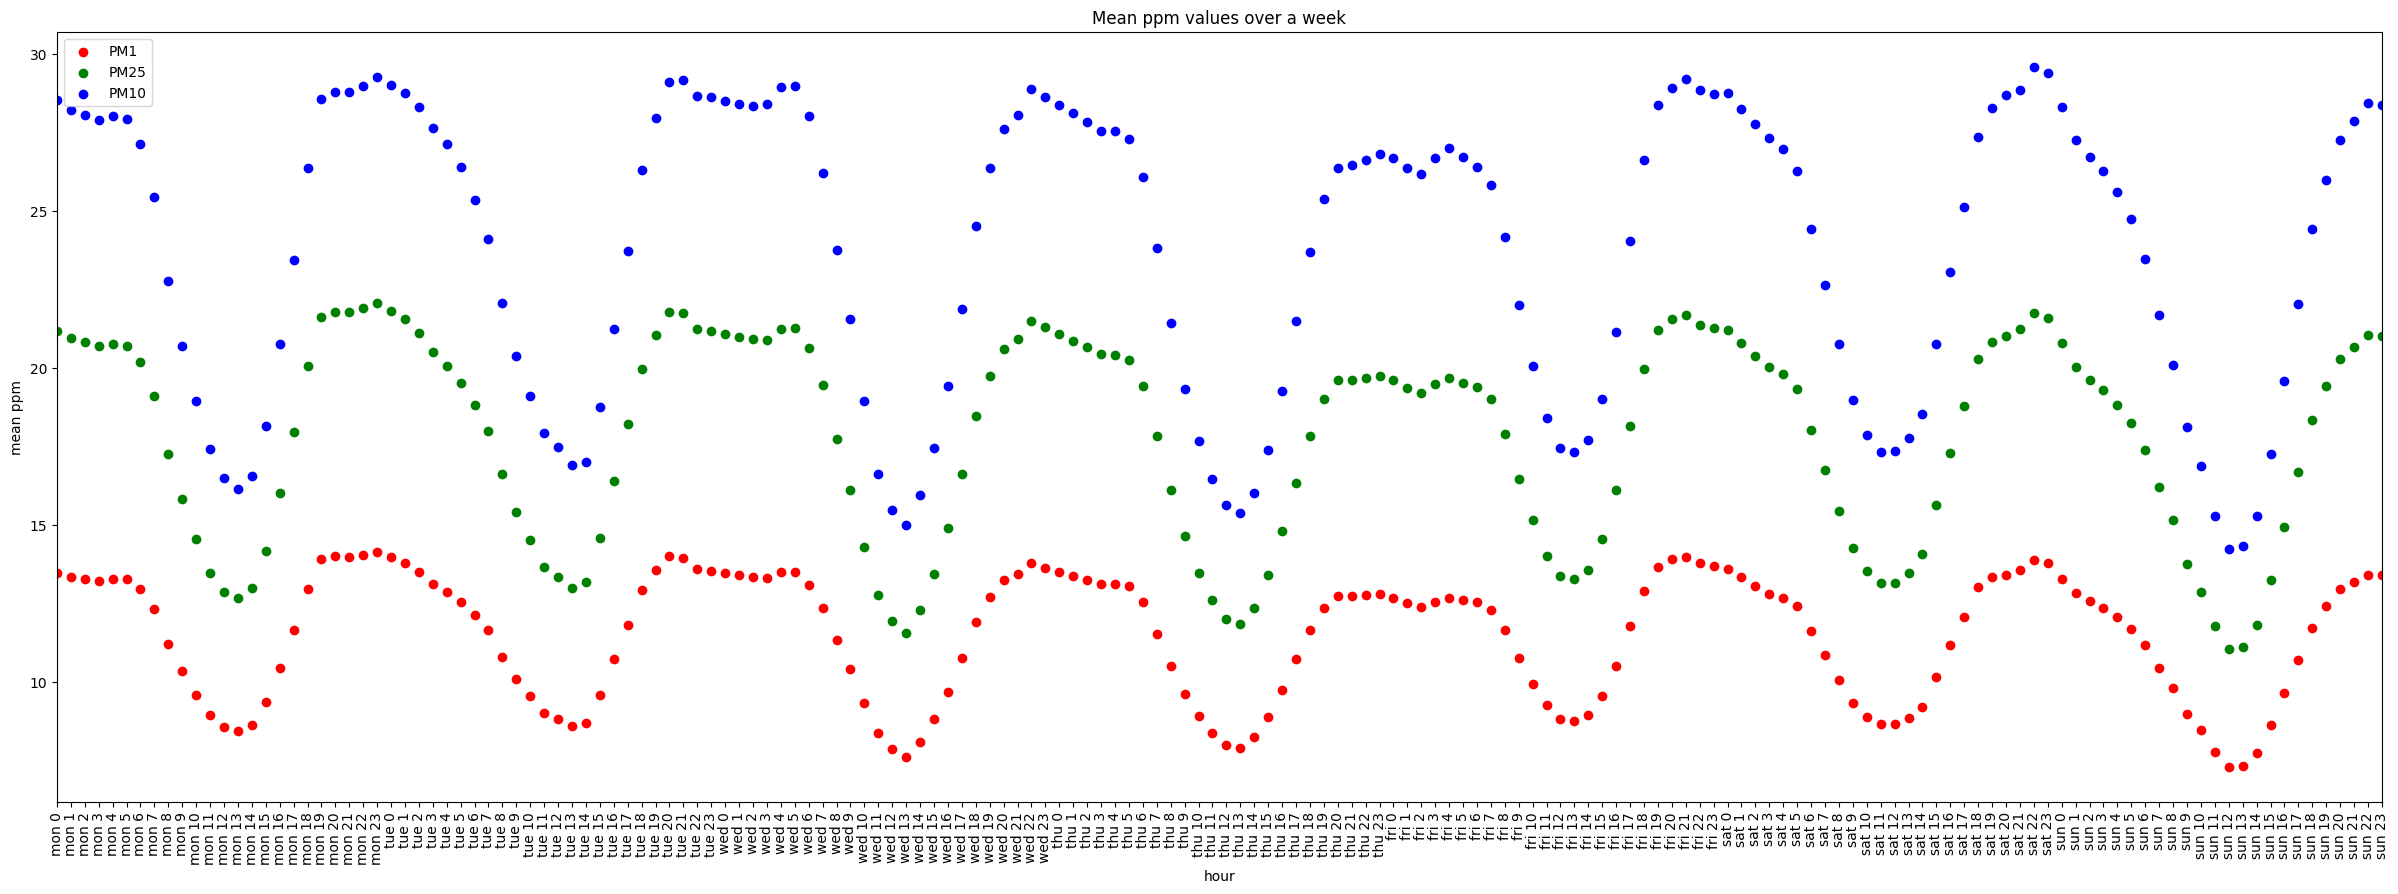 Mean ppm values over a week
PM1
PM25
PM10
30
25
20
15
10
mean ppm
mon 0
mon 1
mon 2
mon 3
mon 4
mon 5
mon 6
mon 7
mon 8
mon 9
mon 10
mon 11
mon 12
mon 13
mon 14
mon 15
mon 16
mon 17
mon 18
mon 19
mon 20
mon 21
mon 22
mon 23
tue 0
tue 1
tue 2
tue 3
tue 4
tue 5
tue 6
tue 7
tue 8
tue 9
tue 10
tue 11
tue 12
tue 13
tue 14
tue 15
tue 16
tue 17
tue 18
tue 19
tue 20
tue 21
tue 22
tue 23
wed 0
wed 1
wed 2
wed 3
wed 4
wed 5
wed 6
wed 7
wed 8
wed 9
wed 10
wed 11
wed 12
wed 13
wed 14
wed 15
wed 16
wed 17
wed 18
wed 19
wed 20
wed 21
wed 22
wed 23
thu 0
thu 1
thu 2
thu 3
thu 4
thu 5
thu 6
thu 7
thu 8
thu 9
thu 10
thu 11
thu 12
thu 13
thu 14
thu 15
thu 16
thu 17
thu 18
thu 19
thu 20
thu 21
thu 22
thu 23
fri 0
fri 1
fri 2
fri 3
fri 4
fri 5
fri 6
fri 7
fri 8
fri 9
fri 10
fri 11
fri 12
fri 13
fri 14
fri 15
fri 16
fri 17
fri 18
fri 19
fri 20
fri 21
fri 22
fri 23
sat 0
sat 1
sat 2
sat 3
sat 4
sat 5
sat 6
sat 7
sat 8
sat 9
sat 10
sat 11
sat 12
sat 13
sat 14
sat 15
sat 16
sat 17
sat 18
sat 19
sat 20
sat 21
sat 22
sat 23
sun 0
sun 1
sun 2
sun 3
sun 4
sun 5
sun 6
sun 7
sun 8
sun 9
sun 10
sun 11
sun 12
sun 13
sun 14
sun 15
sun 16
sun 17
sun 18
sun 19
sun 20
sun 21
sun 22
sun 23
hour